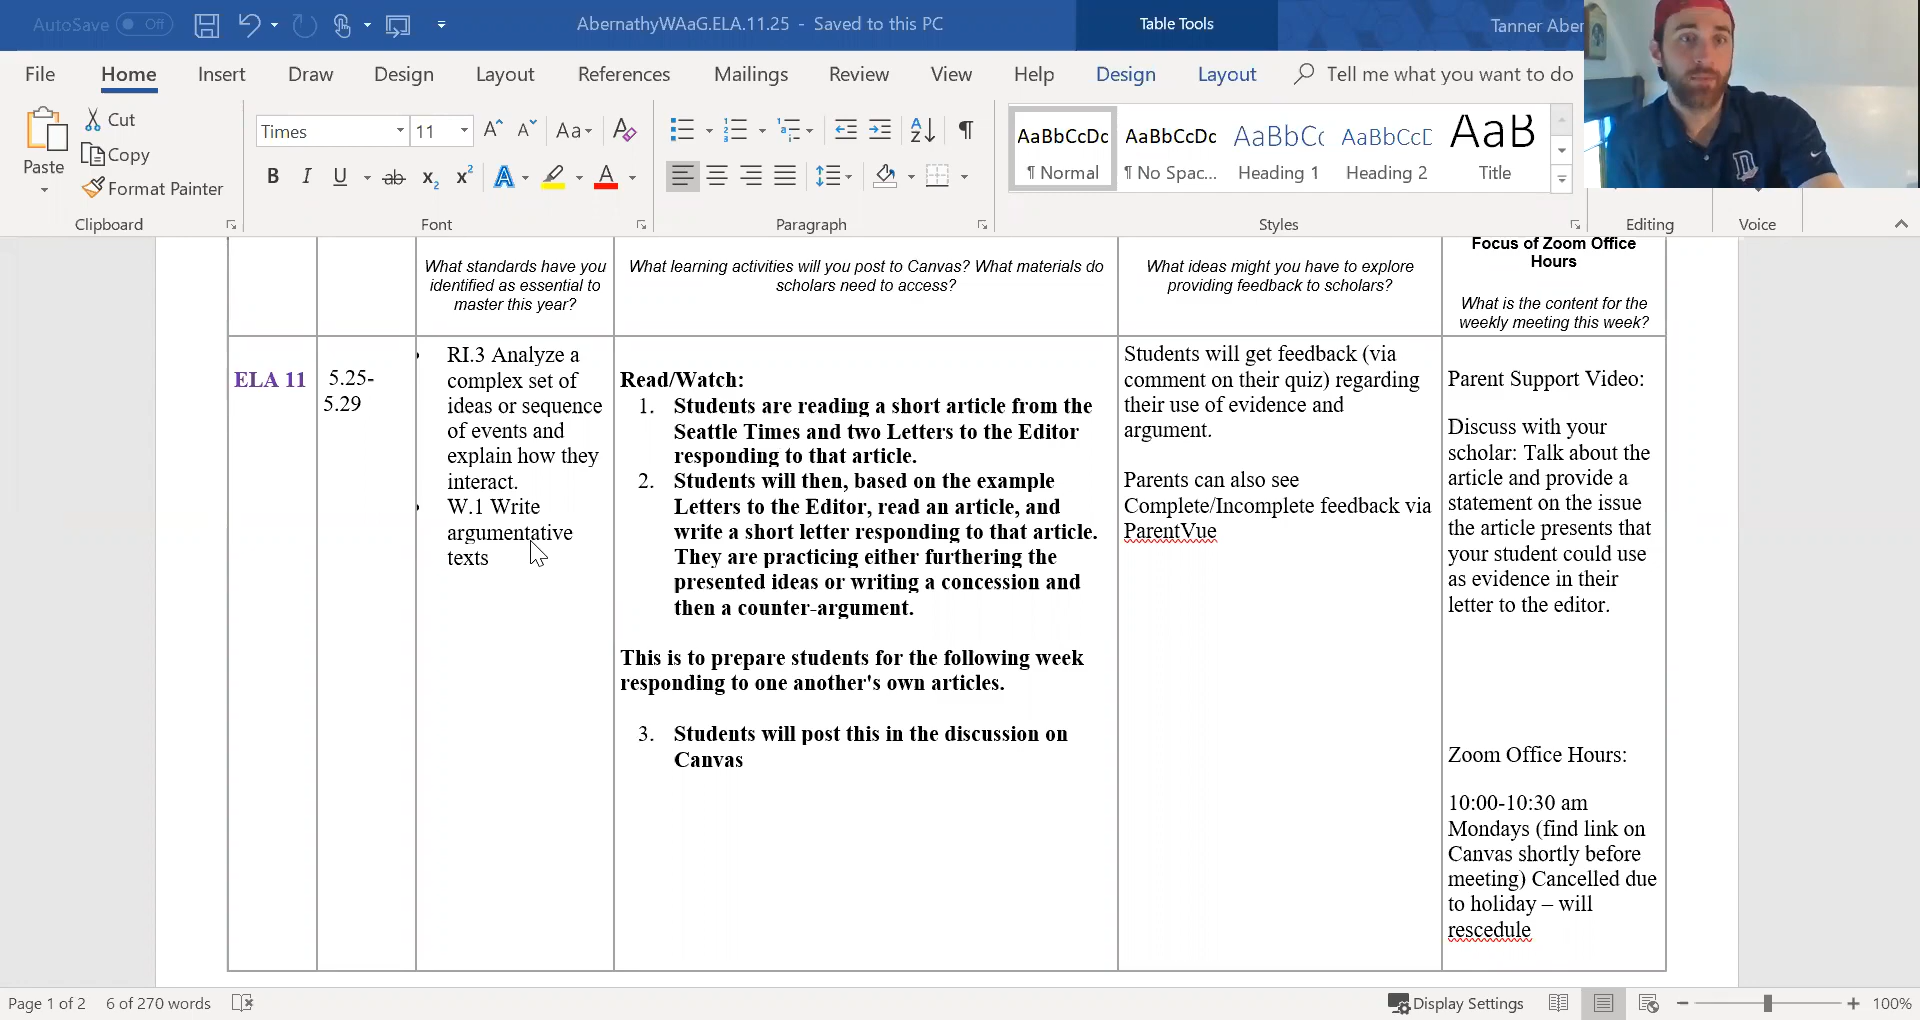 AutoSave Off
AbernathyWAaG.ELA.11.25 - Saved to this PC
Table Tools
Tanner Aber
File Home Insert Draw Design Layout References Mailings Review View Help Design Layout Tell me what you want to do
Paste
Cut
Copy
Format Painter
Clipboard
Times 11
Font
Paragraph
AaBbCcDc AaBbCcDc AaBbCc AaBbCcD AaB
¶ Normal ¶ No Spac... Heading 1 Heading 2 Title
Styles
Editing
Voice
What standards have you
identified as essential to
master this year?
What learning activities will you post to Canvas? What materials do
scholars need to access?
What ideas might you have to explore
providing feedback to scholars?
Focus of Zoom Office
Hours
What is the content for the
weekly meeting this week?
ELA 11
5.25-
5.29
RI.3 Analyze a
complex set of
ideas or sequence
of events and
explain how they
interact.
W.1 Write
argumentative
texts
Read/Watch:
1. Students are reading a short article from the
Seattle Times and two Letters to the Editor
responding to that article.
2. Students will then, based on the example
Letters to the Editor, read an article, and
write a short letter responding to that article.
They are practicing either furthering the
presented ideas or writing a concession and
then a counter-argument.
This is to prepare students for the following week
responding to one another's own articles.
3. Students will post this in the discussion on
Canvas
Students will get feedback (via
comment on their quiz) regarding
their use of evidence and
argument.
Parents can also see
Complete/Incomplete feedback via
ParentVue
Parent Support Video:
Discuss with your
scholar: Talk about the
article and provide a
statement on the issue
the article presents that
your student could use
as evidence in their
letter to the editor.
Zoom Office Hours:
10:00-10:30 am
Mondays (find link on
Canvas shortly before
meeting) Cancelled due
to holiday – will
rescedule
Page 1 of 2 6 of 270 words
Display Settings
100%